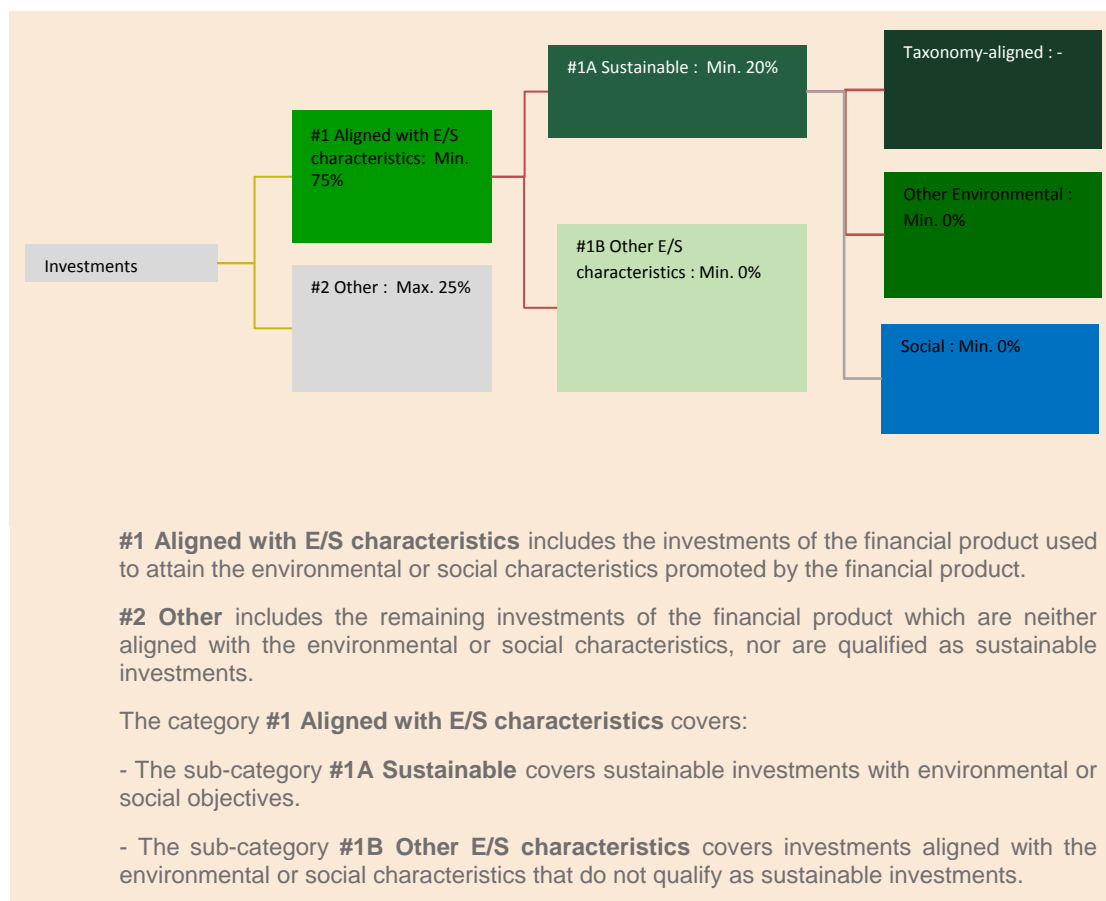 Investments
#1 Aligned with E/S
characteristics: Min.
75%
#2 Other : Max. 25%
#1A Sustainable : Min. 20%
#1B Other E/S
characteristics : Min. 0%
Taxonomy-aligned : -
Other Environmental :
Min. 0%
Social : Min. 0%
#1 Aligned with E/S characteristics includes the investments of the financial product used
to attain the environmental or social characteristics promoted by the financial product.
#2 Other includes the remaining investments of the financial product which are neither
aligned with the environmental or social characteristics, nor are qualified as sustainable
investments.
The category #1 Aligned with E/S characteristics covers:
- The sub-category #1A Sustainable covers sustainable investments with environmental or
social objectives.
- The sub-category #1B Other E/S characteristics covers investments aligned with the
environmental or social characteristics that do not qualify as sustainable investments.